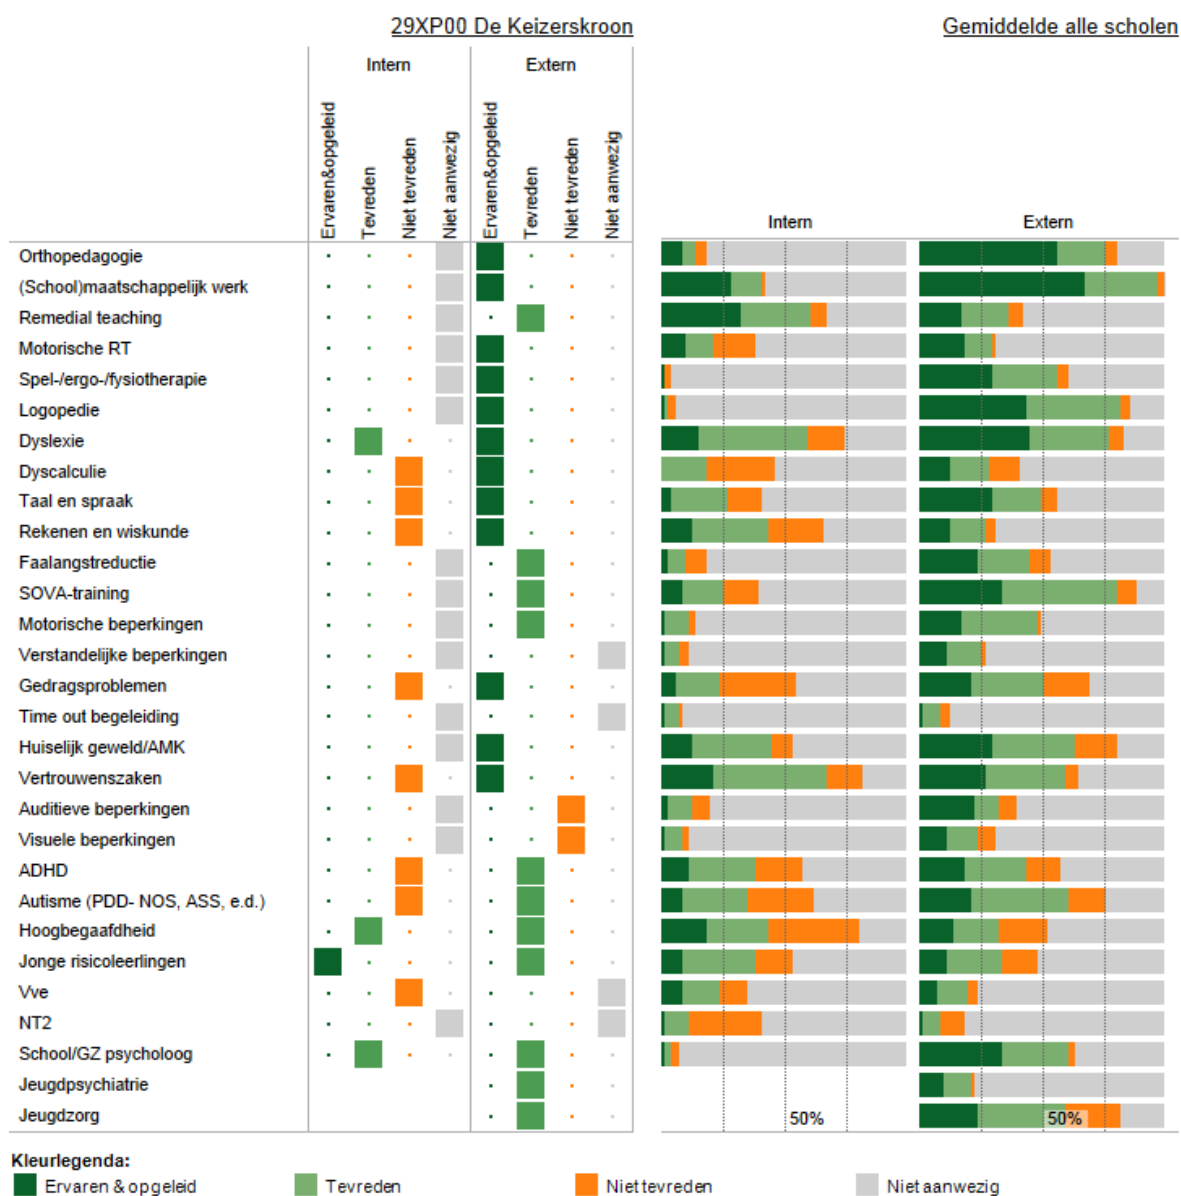 29XP00 De Keizerskroon
Gemiddelde alle scholen
Intern
Extern
Ervaren&opgeleid
Tevreden
Niet tevreden
Niet aanwezig
Ervaren&opgeleid
Tevreden
Niet tevreden
Niet aanwezig
Intern
Extern
Orthopedagogie
(School)maatschappelijk werk
Remedial teaching
Motorische RT
Spel-/ergo-/fysiotherapie
Logopedie
Dyslexie
Dyscalculie
Taal en spraak
Rekenen en wiskunde
Faalangstreductie
SOVA-training
Motorische beperkingen
Verstandelijke beperkingen
Gedragsproblemen
Time out begeleiding
Huiselijk geweld/AMK
Vertrouwenszaken
Auditieve beperkingen
Visuele beperkingen
ADHD
Autisme (PDD- NOS, ASS, e.d.)
Hoogbegaafdheid
Jonge risicoleerlingen
Vve
NT2
School/GZ psycholoog
Jeugdpsychiatrie
Jeugdzorg
50%
50%
Kleurlegenda:
Ervaren & opgeleid
Tevreden
Niet tevreden
Niet aanwezig